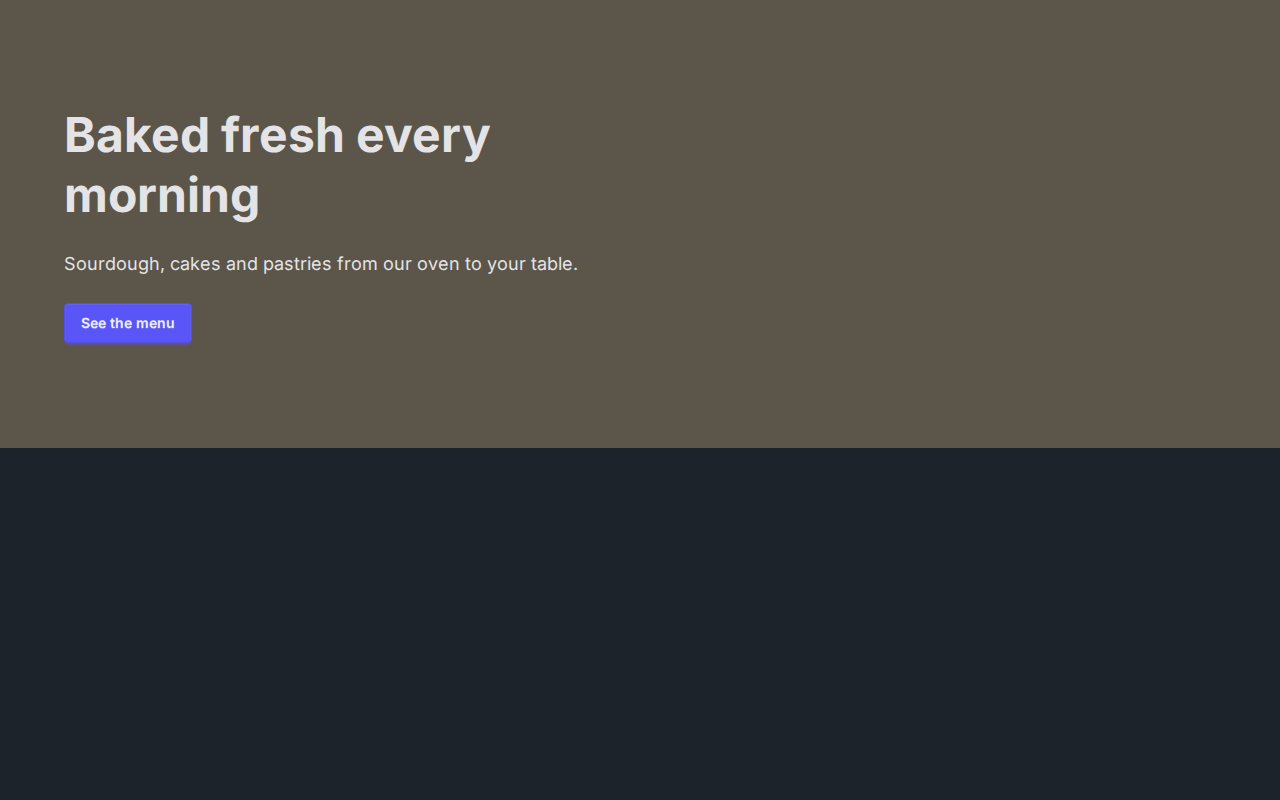 Baked fresh every
morning
Sourdough, cakes and pastries from our oven to your table.
See the menu